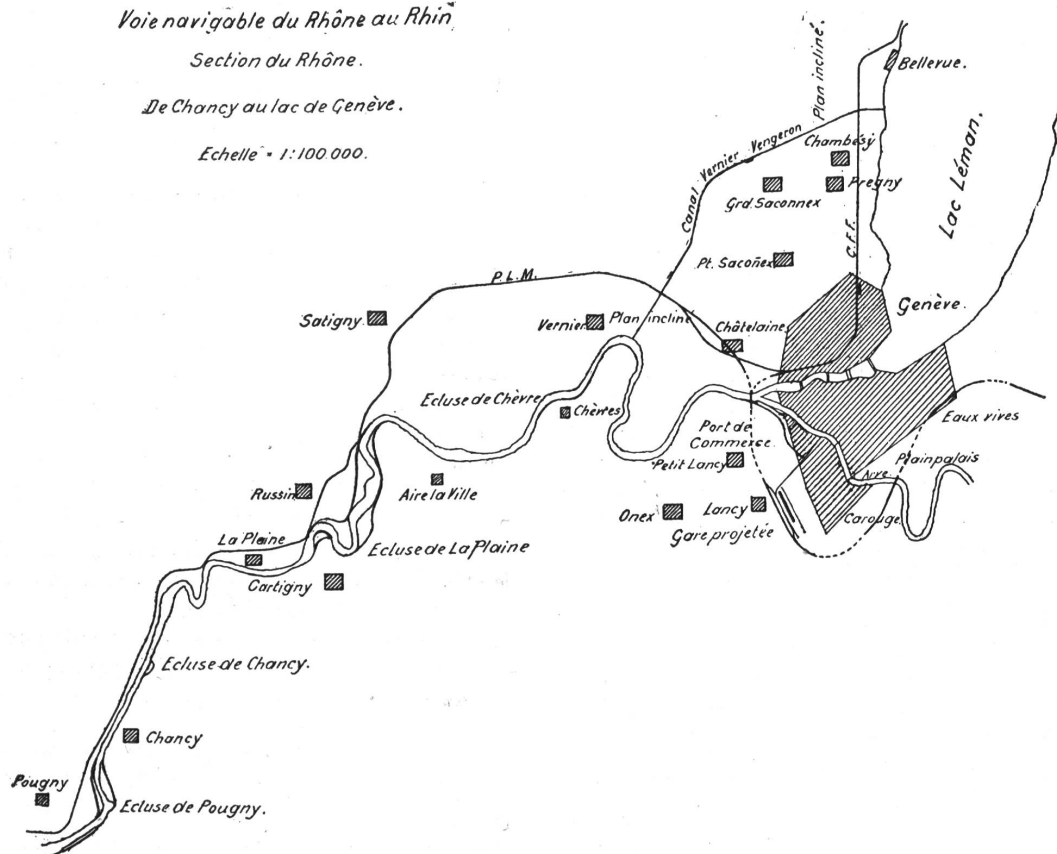 Voie navigable du Rhône au Rhin
Section du Rhône.
De Chancy au lac de Genève.
Echelle = 1:100.000.
Plan incliné.
Bellevue.
Canal Vernier Vengeron
Chambésy
Pregny
Grd. Saconnex
Lac Léman.
C.F.F.
Pt. Sacoñex
P.L.M.
Genève.
Satigny
Vernier
Plan incliné
Châtelaine
Ecluse de Chèvre
Chèvres
Eaux vives
Port de
Commerce.
Plainpalais
Petit Lancy
Arve.
Aire la Ville
Russin
Onex
Lancy
Carouge.
Gare projetée
La Plaine
Ecluse de La Plaine
Cartigny
Ecluse de Chancy.
Chancy
Pougny
Ecluse de Pougny.